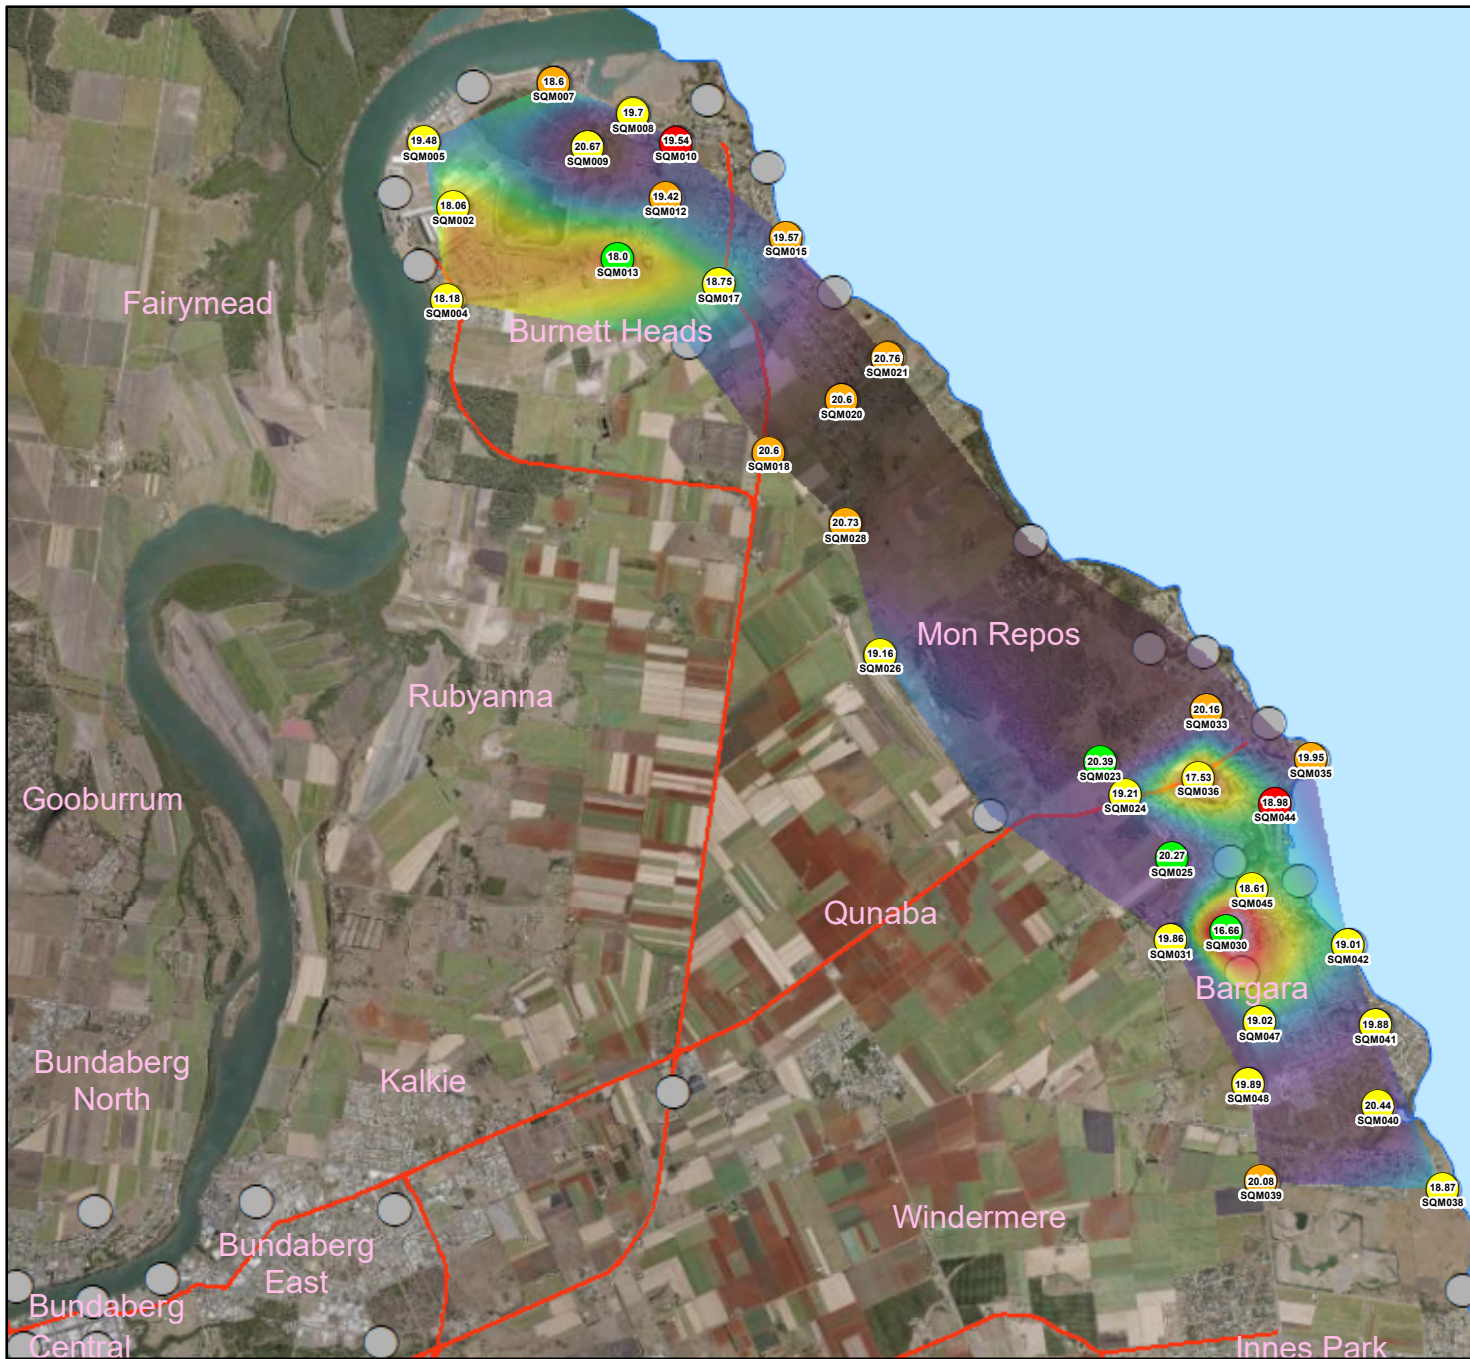 18.6
SQM007
19.7
SQM008
19.48
SQM005
20.67
SQM009
19.54
SQM010
18.06
SQM002
19.42
SQM012
19.57
SQM015
18.0
SQM013
18.75
SQM017
18.18
SQM004
Fairymead
Burnett Heads
20.76
SQM021
20.6
SQM020
20.6
SQM018
20.73
SQM028
Mon Repos
19.16
SQM026
Rubyanna
20.16
SQM033
20.39
SQM023
17.53
SQM036
19.95
SQM035
19.21
SQM024
18.98
SQM044
Gooburrum
20.27
SQM025
18.61
SQM045
Qunaba
16.66
SQM030
19.86
SQM031
19.01
SQM042
Bargara
19.02
SQM047
19.88
SQM041
Bundaberg
North
Kalkie
19.89
SQM048
20.44
SQM040
20.08
SQM039
18.87
SQM038
Windermere
Bundaberg
East
Bundaberg
Central
Innes Park